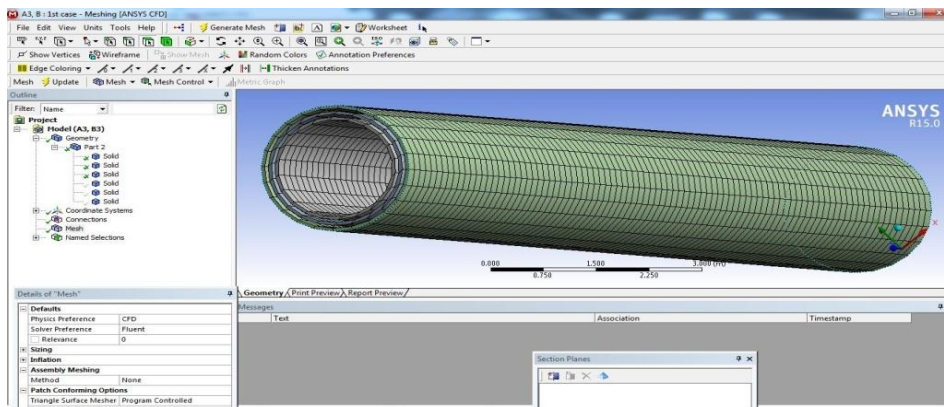 A3, B : 1st case - Meshing [ANSYS CFD]
File Edit View Units Tools Help Generate Mesh Worksheet
Show Vertices Wireframe Show Mesh Random Colors Annotation Preferences
Edge Coloring Thicken Annotations
Mesh Update Mesh Mesh Control Metric Graph
Outline
Filter: Name
Project
Model (A3, B3)
Geometry
Part 2
Solid
Solid
Solid
Solid
Solid
Solid
Coordinate Systems
Connections
Mesh
Named Selections
ANSYS
R15.0
X
0.000 1.500 3.000 (m)
0.750 2.250
Details of "Mesh"
Defaults
Physics Preference CFD
Solver Preference Fluent
Relevance 0
Sizing
Inflation
Assembly Meshing
Method None
Patch Conforming Options
Triangle Surface Mesher Program Controlled
Geometry Print Preview Report Preview
Messages
Text Association Timestamp
Section Planes